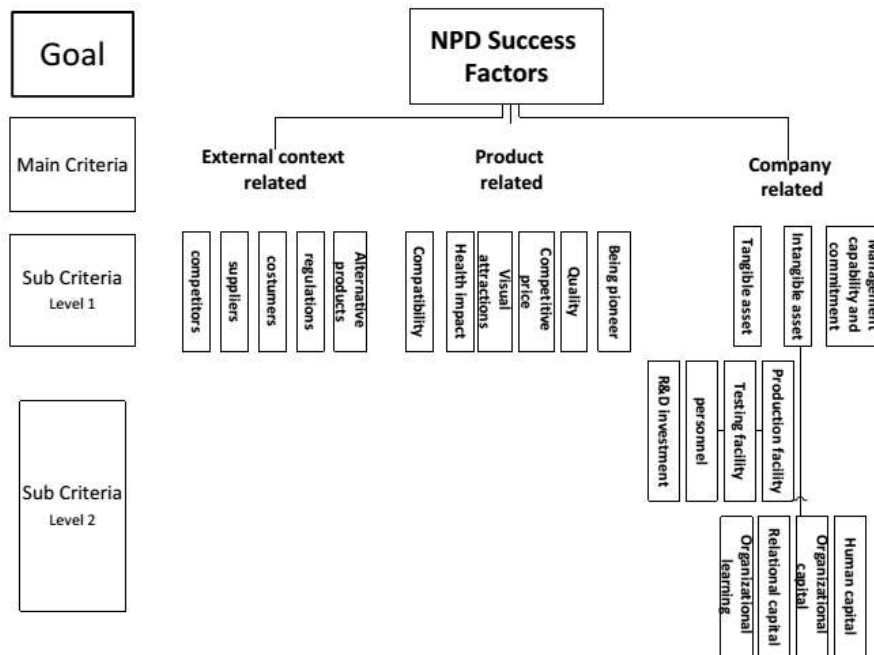 Goal
NPD Success
Factors
Main Criteria
External context
related
Product
related
Company
related
Sub Criteria
Level 1
competitors
suppliers
costumers
regulations
Alternative
products
Compatibility
Health impact
Visual
attractions
Competitive
price
Quality
Being pioneer
Tangible asset
Intangible asset
Management
capability and
commitment
Sub Criteria
Level 2
R&D investment
personnel
Testing facility
Production facility
Organizational
learning
Relational capital
Organizational
capital
Human capital